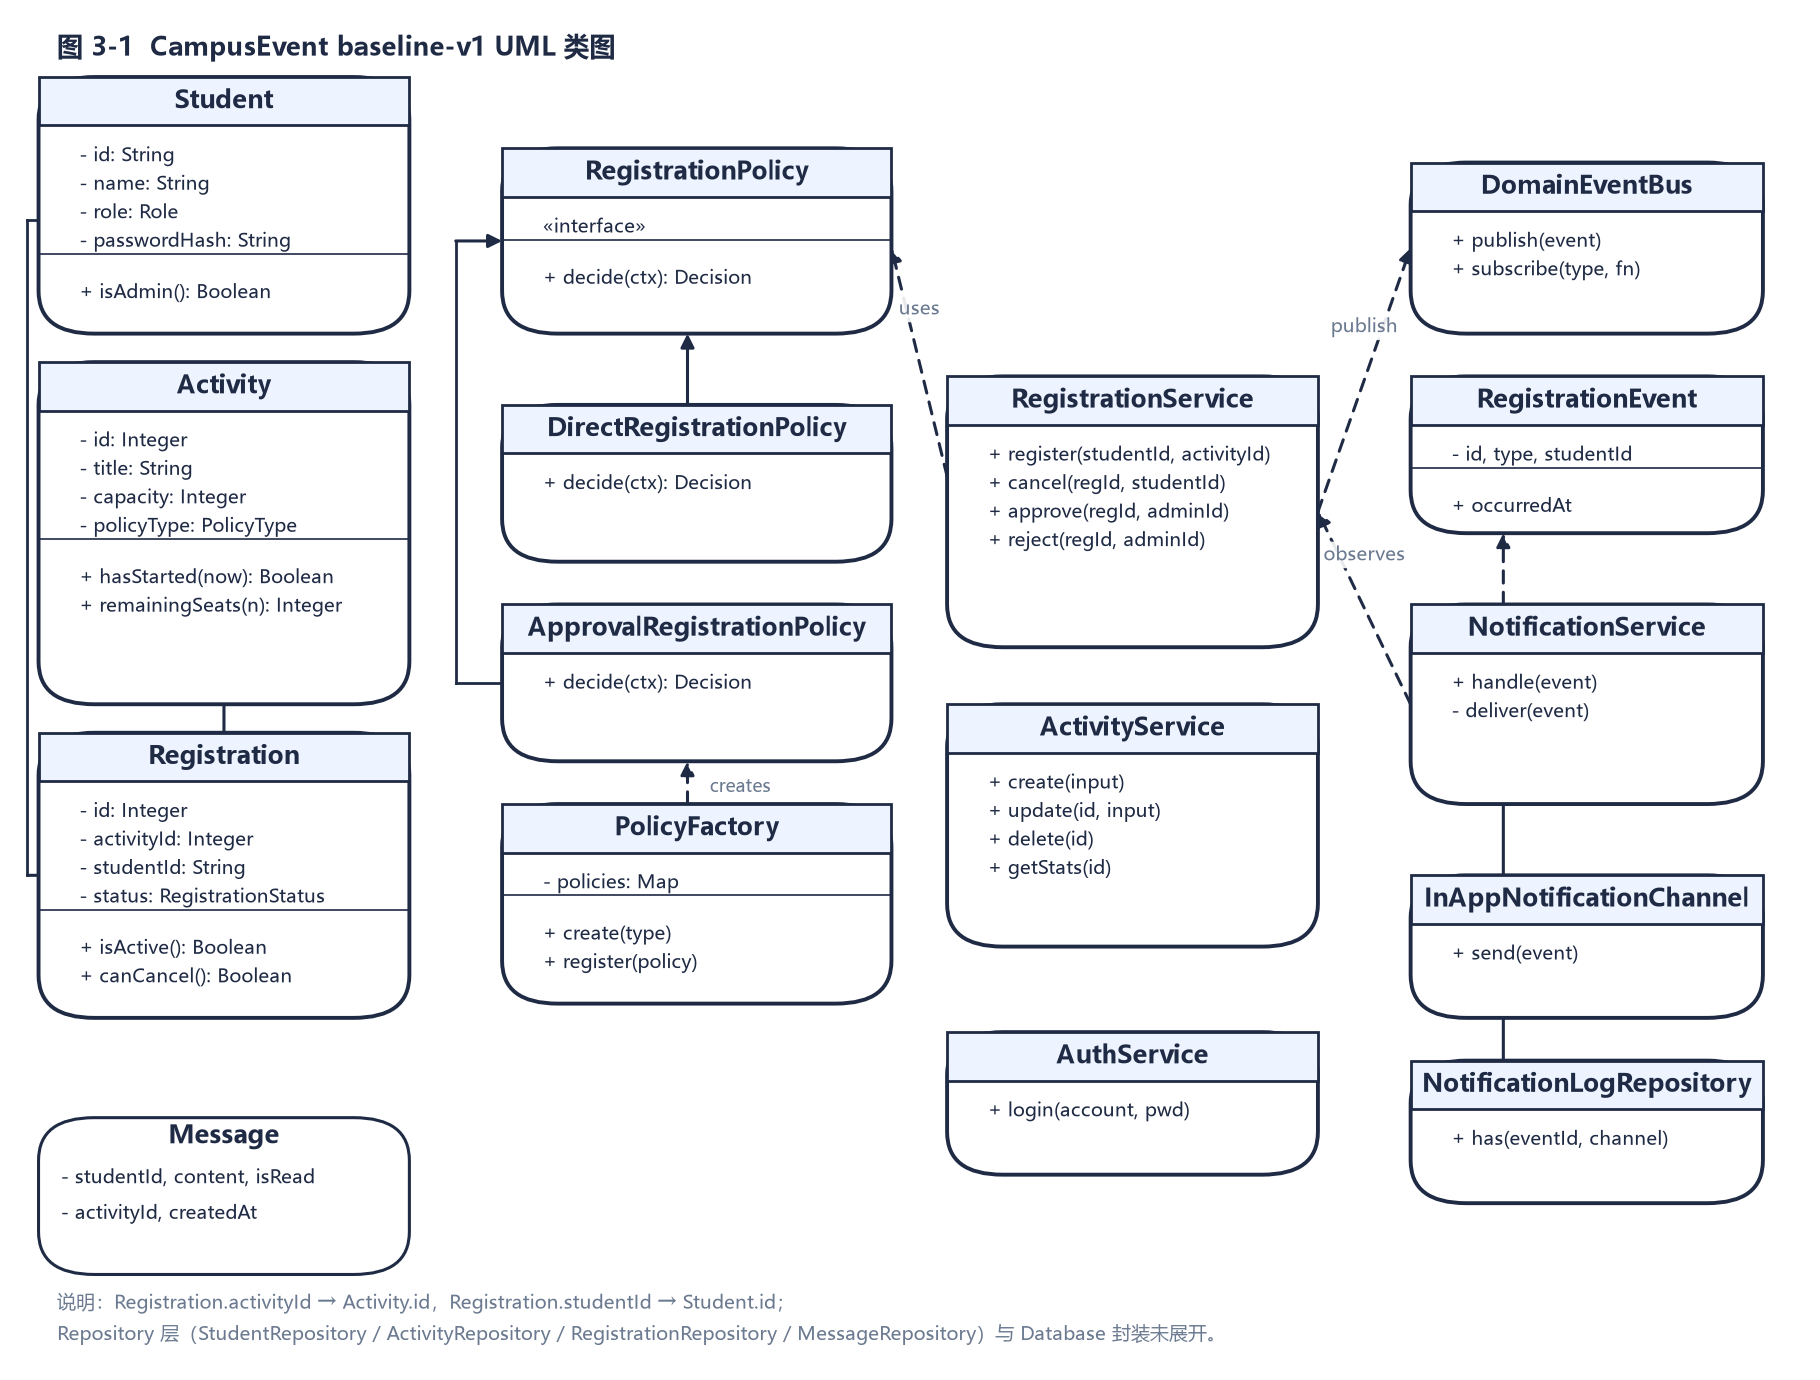 图 3-1 CampusEvent baseline-v1 UML 类图
Student
- id: String
- name: String
- role: Role
- passwordHash: String
+ isAdmin(): Boolean
Activity
- id: Integer
- title: String
- capacity: Integer
- policyType: PolicyType
+ hasStarted(now): Boolean
+ remainingSeats(n): Integer
Registration
- id: Integer
- activityId: Integer
- studentId: String
- status: RegistrationStatus
+ isActive(): Boolean
+ canCancel(): Boolean
Message
- studentId, content, isRead
- activityId, createdAt
RegistrationPolicy
«interface»
+ decide(ctx): Decision
DirectRegistrationPolicy
+ decide(ctx): Decision
ApprovalRegistrationPolicy
+ decide(ctx): Decision
creates
PolicyFactory
- policies: Map
+ create(type)
+ register(policy)
uses
RegistrationService
+ register(studentId, activityId)
+ cancel(regId, studentId)
+ approve(regId, adminId)
+ reject(regId, adminId)
ActivityService
+ create(input)
+ update(id, input)
+ delete(id)
+ getStats(id)
AuthService
+ login(account, pwd)
publish
observes
DomainEventBus
+ publish(event)
+ subscribe(type, fn)
RegistrationEvent
- id, type, studentId
+ occurredAt
NotificationService
+ handle(event)
- deliver(event)
InAppNotificationChannel
+ send(event)
NotificationLogRepository
+ has(eventId, channel)
说明：Registration.activityId → Activity.id，Registration.studentId → Student.id；
Repository 层（StudentRepository / ActivityRepository / RegistrationRepository / MessageRepository）与 Database 封装未展开。